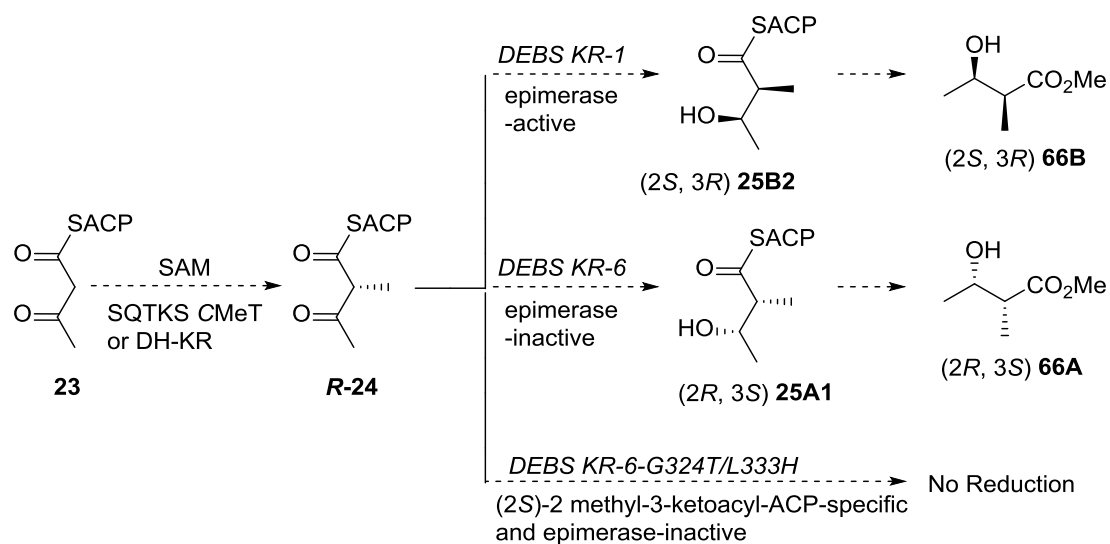 SACP
O
HO
DEBS KR-1
epimerase
-active
(2S, 3R) 25B2
OH
CO₂Me
(2S, 3R) 66B
SACP
O
O
23
SAM
SQTKS CMeT
or DH-KR
SACP
O
O
R-24
DEBS KR-6
epimerase
-inactive
SACP
O
HO
(2R, 3S) 25A1
OH
CO₂Me
(2R, 3S) 66A
DEBS KR-6-G324T/L333H
(2S)-2 methyl-3-ketoacyl-ACP-specific
and epimerase-inactive
No Reduction